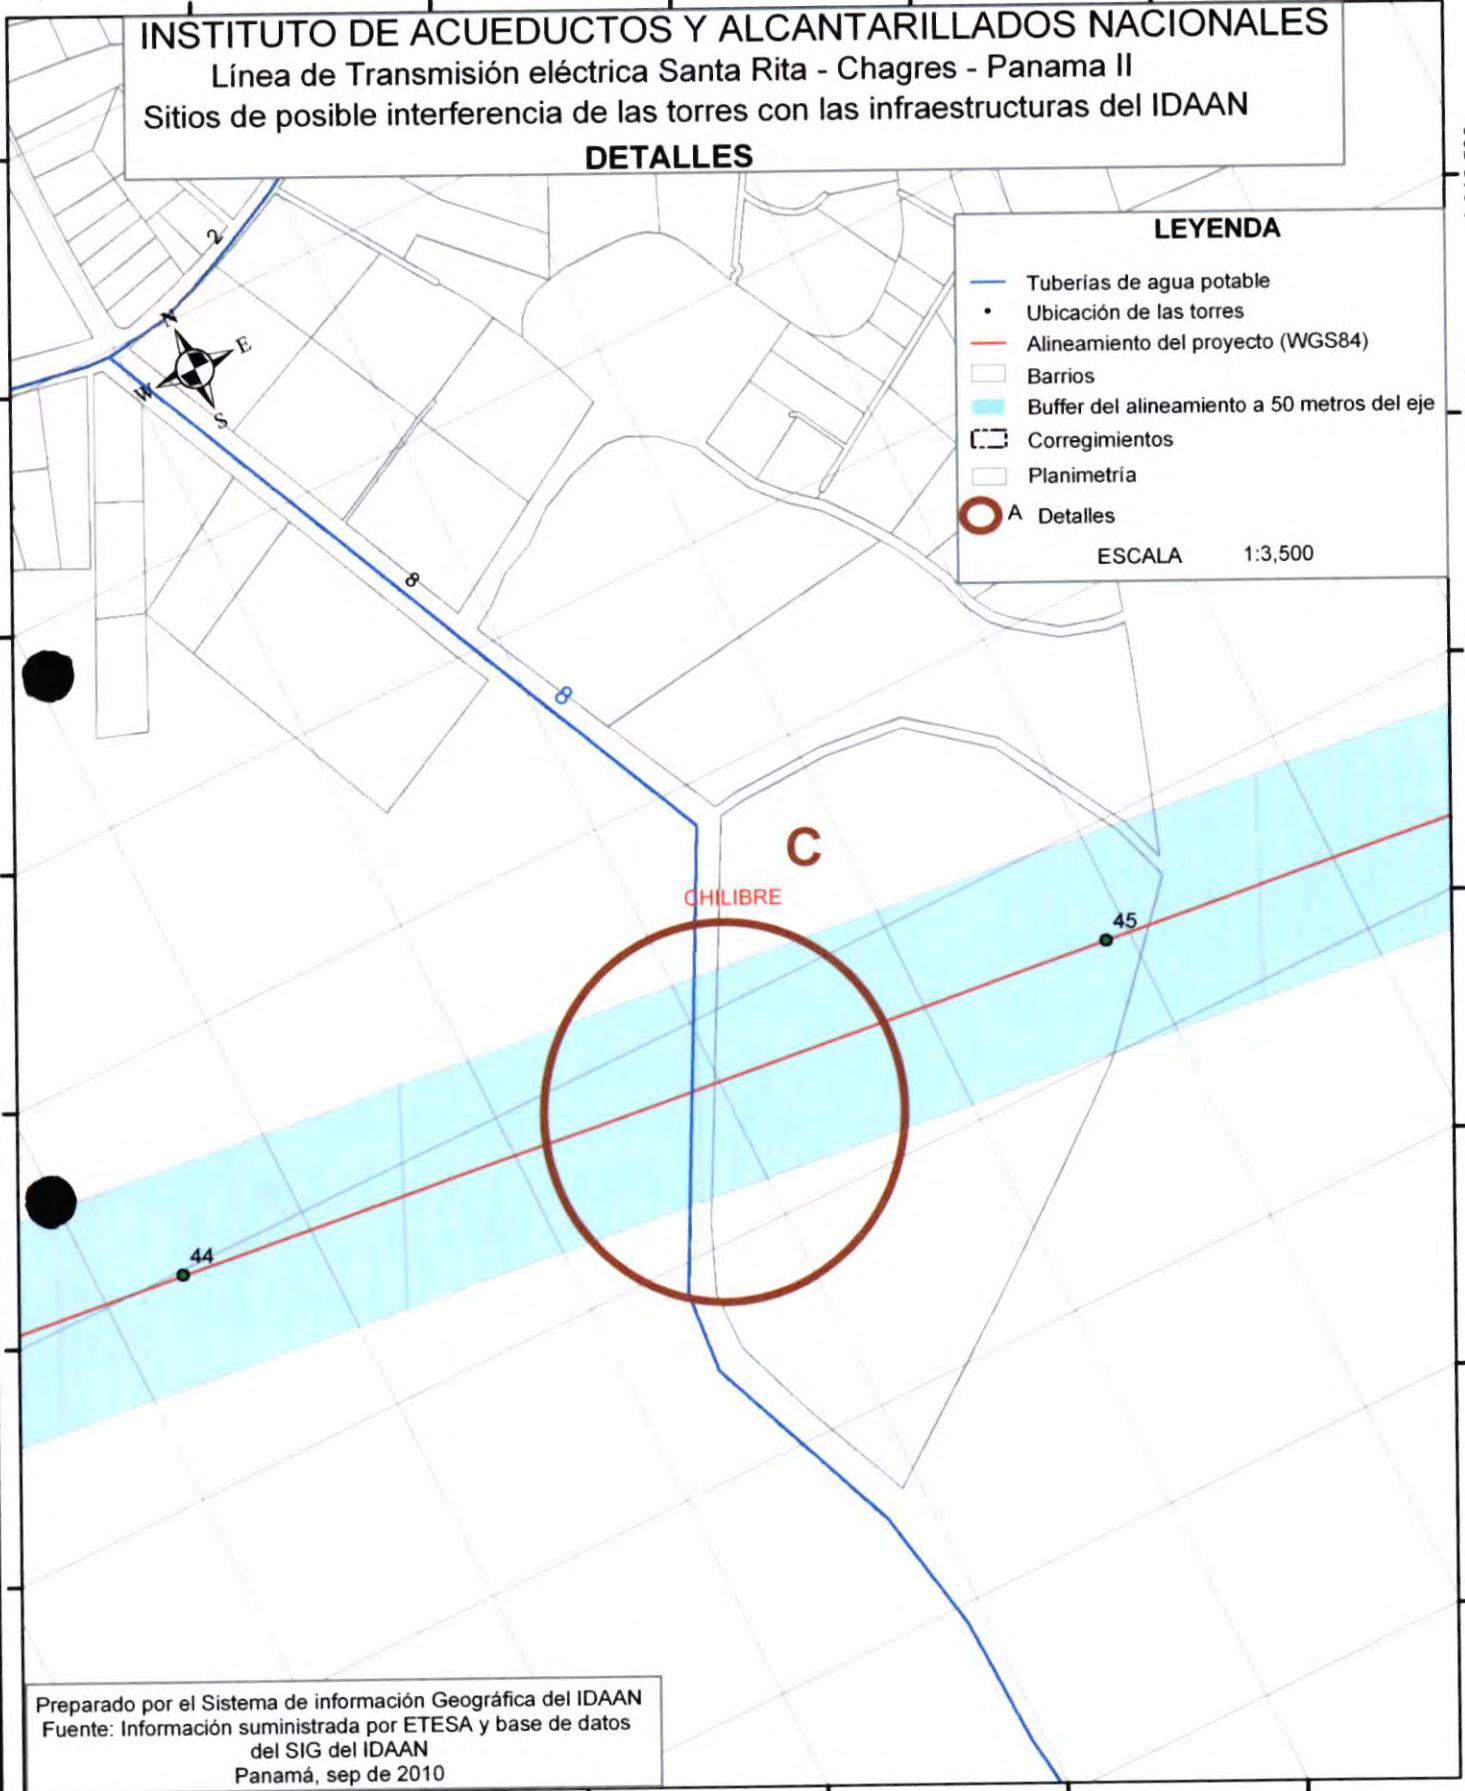 INSTITUTO DE ACUEDUCTOS Y ALCANTARILLADOS NACIONALES
Línea de Transmisión eléctrica Santa Rita - Chagres - Panama II
Sitios de posible interferencia de las torres con las infraestructuras del IDAAN
DETALLES
LEYENDA
Tuberías de agua potable
Ubicación de las torres
Alineamiento del proyecto (WGS84)
Barrios
Buffer del alineamiento a 50 metros del eje
Corregimientos
Planimetría
A Detalles
ESCALA 1:3,500
2
N
E
W
S
8
8
C
CHILIBRE
45
44
Preparado por el Sistema de información Geográfica del IDAAN
Fuente: Información suministrada por ETESA y base de datos
del SIG del IDAAN
Panamá, sep de 2010